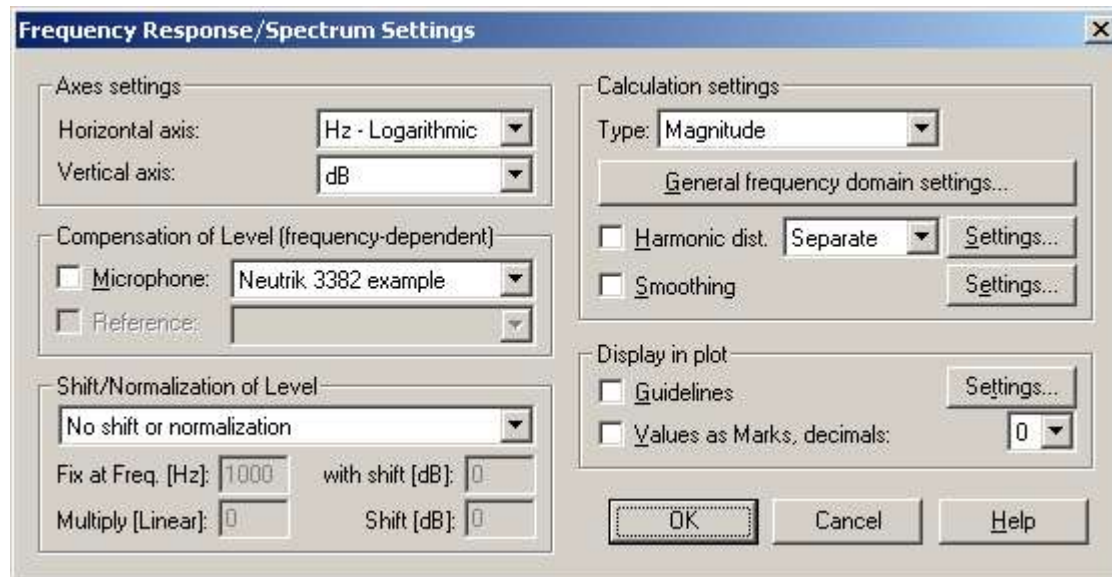 Frequency Response/Spectrum Settings
Axes settings
Horizontal axis: Hz - Logarithmic
Vertical axis: dB
Compensation of Level (frequency-dependent)
Microphone: Neutrik 3382 example
Reference:
Shift/Normalization of Level
No shift or normalization
Fix at Freq. [Hz]: 1000 with shift [dB]: 0
Multiply [Linear]: 0 Shift [dB]: 0
Calculation settings
Type: Magnitude
General frequency domain settings...
Harmonic dist. Separate Settings...
Smoothing Settings...
Display in plot
Guidelines Settings...
Values as Marks, decimals: 0
OK Cancel Help